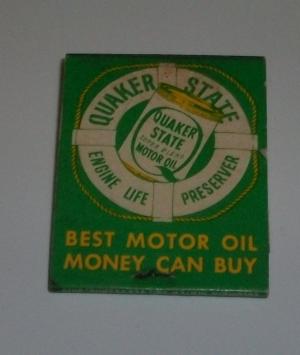 QUAKER STATE
QUAKER
STATE
MOTOR OIL
ENGINE LIFE PRESERVER
BEST MOTOR OIL
MONEY CAN BUY